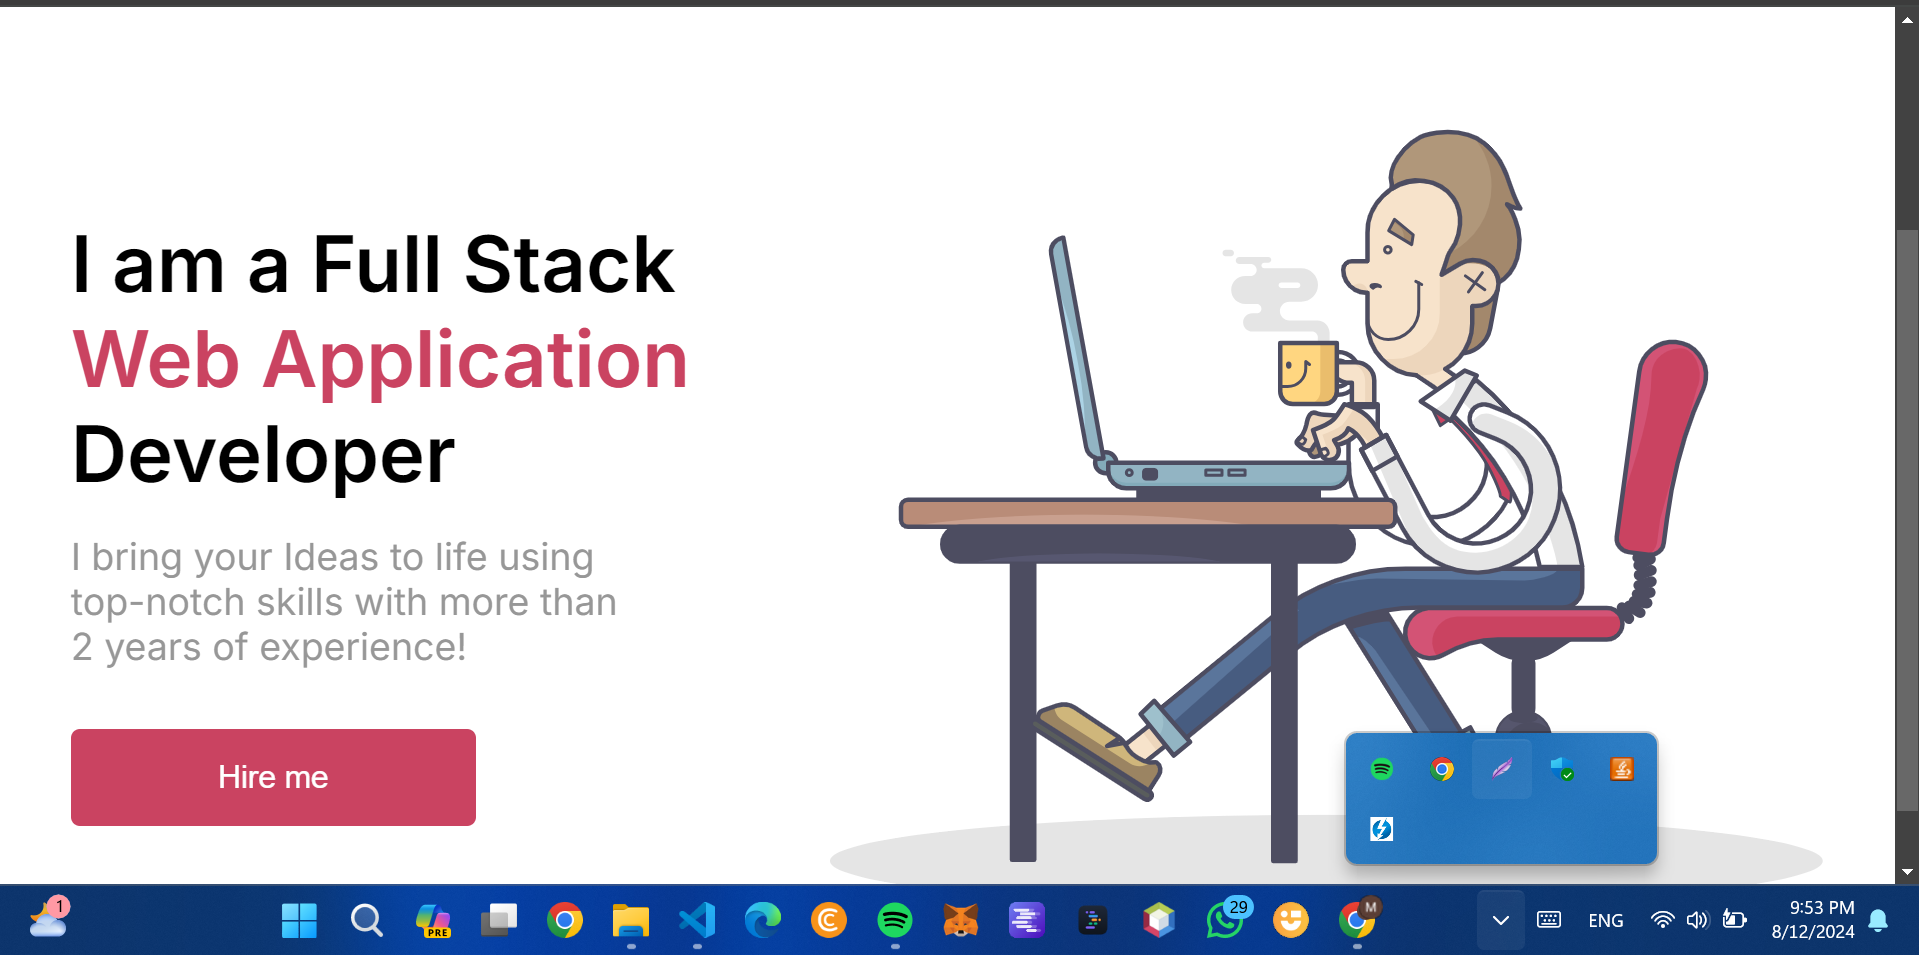 I am a Full Stack
Web Application
Developer
I bring your Ideas to life using
top-notch skills with more than
2 years of experience!
Hire me
1
PRE
29
M
ENG
9:53 PM
8/12/2024